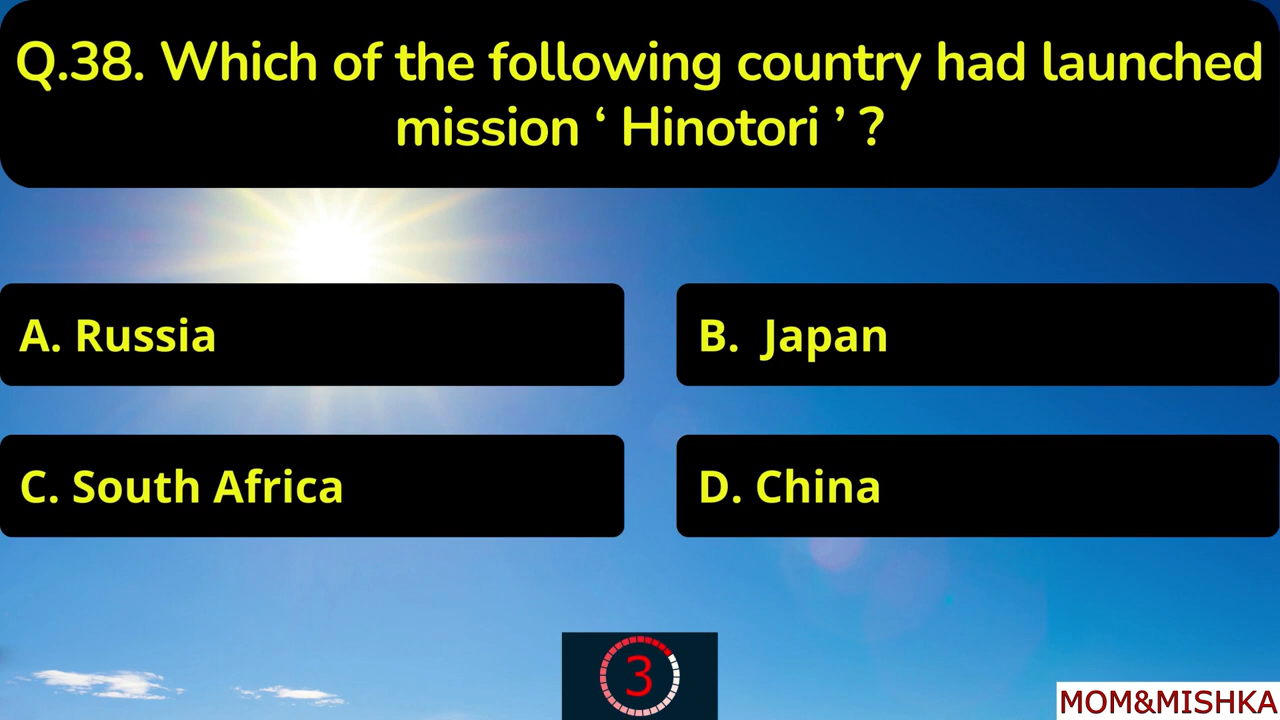 Q.38. Which of the following country had launched
mission ‘ Hinotori ’ ?
A. Russia
B. Japan
C. South Africa
D. China
3
MOM&MISHKA